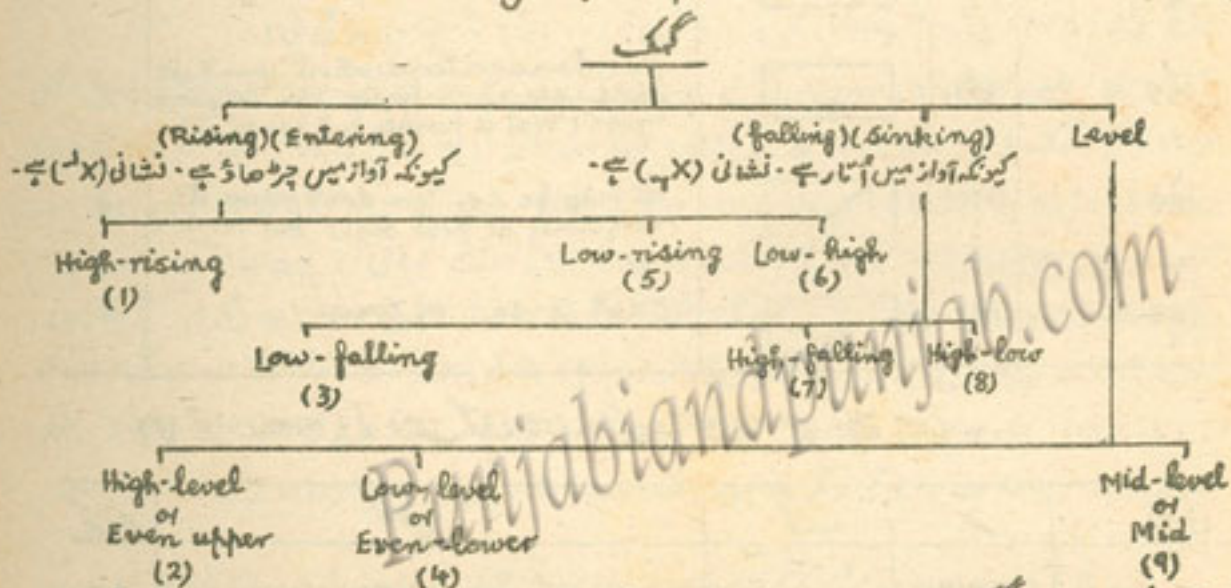 گمک
(Rising)(Entering) (falling)(Sinking) Level
کیونکہ آواز میں چڑھاؤ ہے - نشانی (X) ہے - کیونکہ آواز میں اُتار ہے - نشانی (X) ہے -
High-rising Low-rising Low-high
(1) (5) (6)
Low-falling High-falling High-low
(3) (7) (8)
High-level Low-level Mid-level
or or or
Even upper Even-lower Mid
(2) (4) (9)
Punjabiandpunjab.com